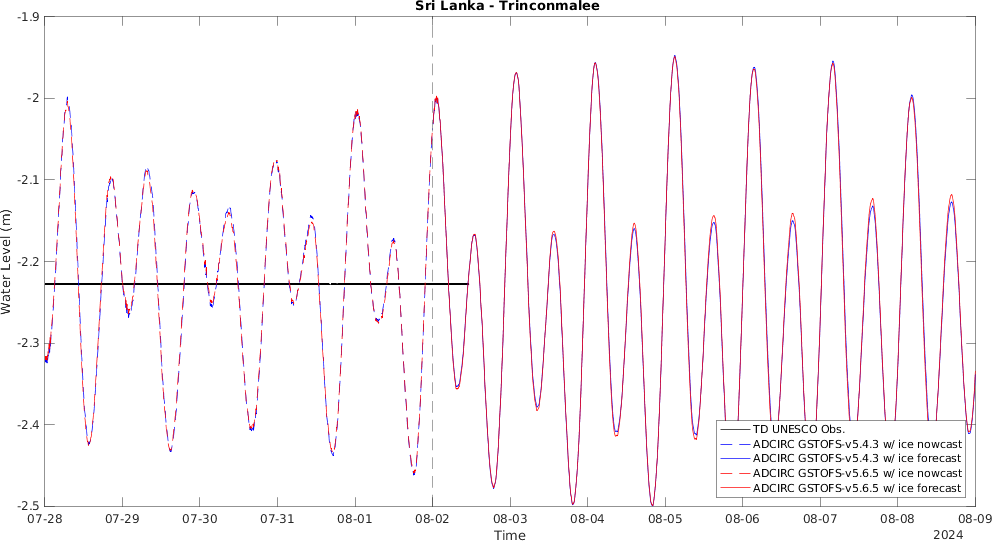 Sri Lanka - Trinconmalee
-1.9
-2
-2.1
-2.2
-2.3
-2.4
-2.5
Water Level (m)
TD UNESCO Obs.
ADCIRC GSTOFS-v5.4.3 w/ ice nowcast
ADCIRC GSTOFS-v5.4.3 w/ ice forecast
ADCIRC GSTOFS-v5.6.5 w/ ice nowcast
ADCIRC GSTOFS-v5.6.5 w/ ice forecast
07-28 07-29 07-30 07-31 08-01 08-02 08-03 08-04 08-05 08-06 08-07 08-08 08-09
Time
2024